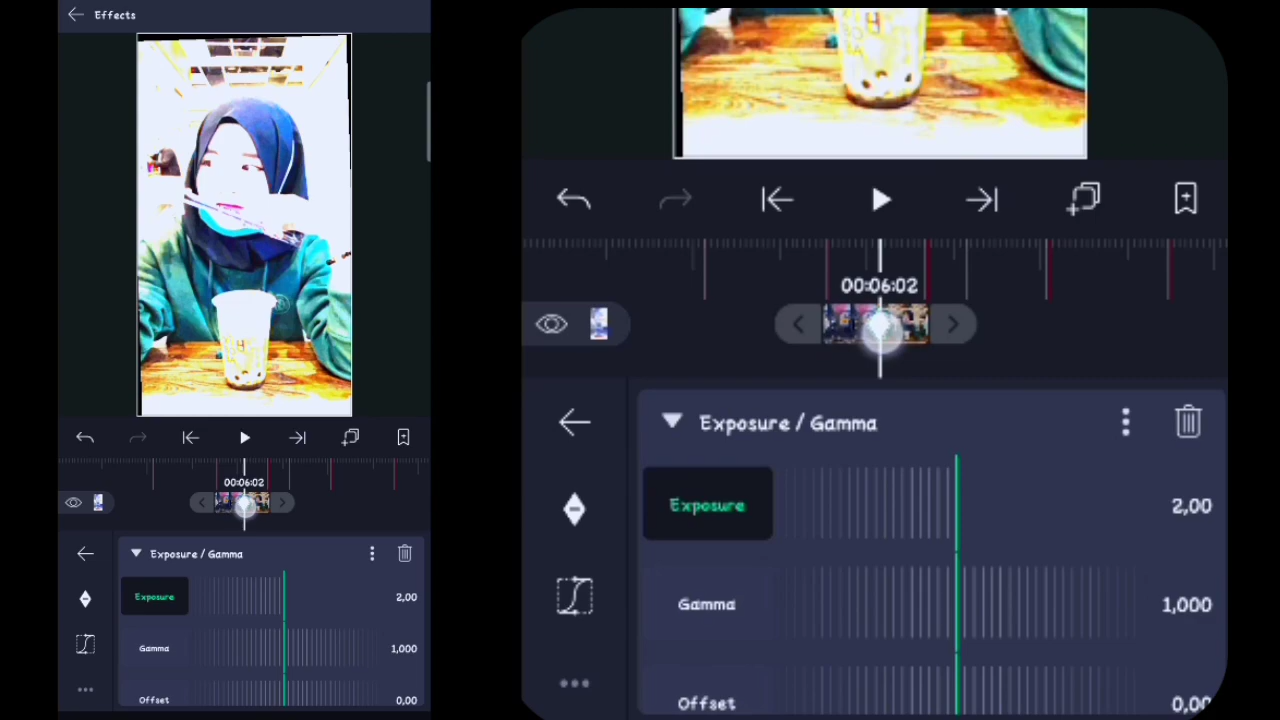 Effects
00:06:02
Exposure / Gamma
Exposure
2,00
Gamma
1,000
Offset
0,00
00:06:02
Exposure / Gamma
Exposure
2,00
Gamma
1,000
Offset
0,00